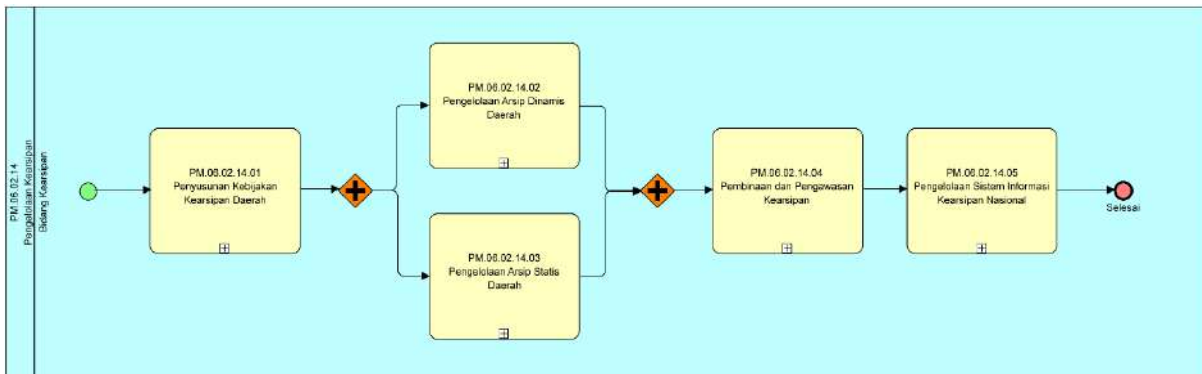 PM.06.02.14
Pengelolaan Kearsipan
Bidang Kearsipan
PM.06.02.14.01
Penyusunan Kebijakan
Kearsipan Daerah
PM.06.02.14.02
Pengelolaan Arsip Dinamis
Daerah
PM.06.02.14.03
Pengelolaan Arsip Statis
Daerah
PM.06.02.14.04
Pembinaan dan Pengawasan
Kearsipan
PM.06.02.14.05
Pengelolaan Sistem Informasi
Kearsipan Nasional
Selesai